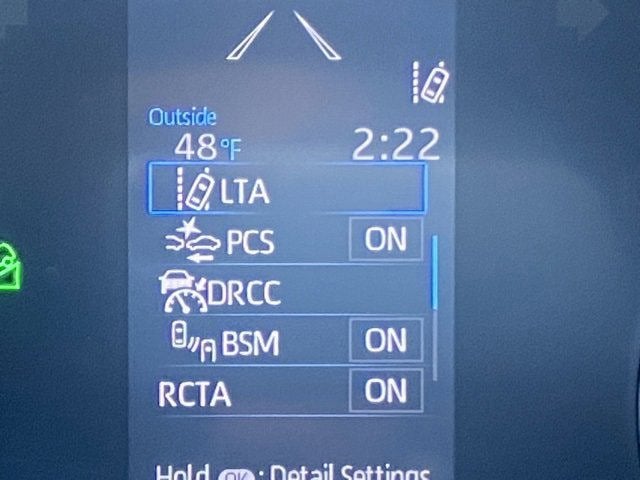 Outside
48°F 2:22
LTA
PCS ON
DRCC
BSM ON
RCTA ON
Hold OK : Detail Settings